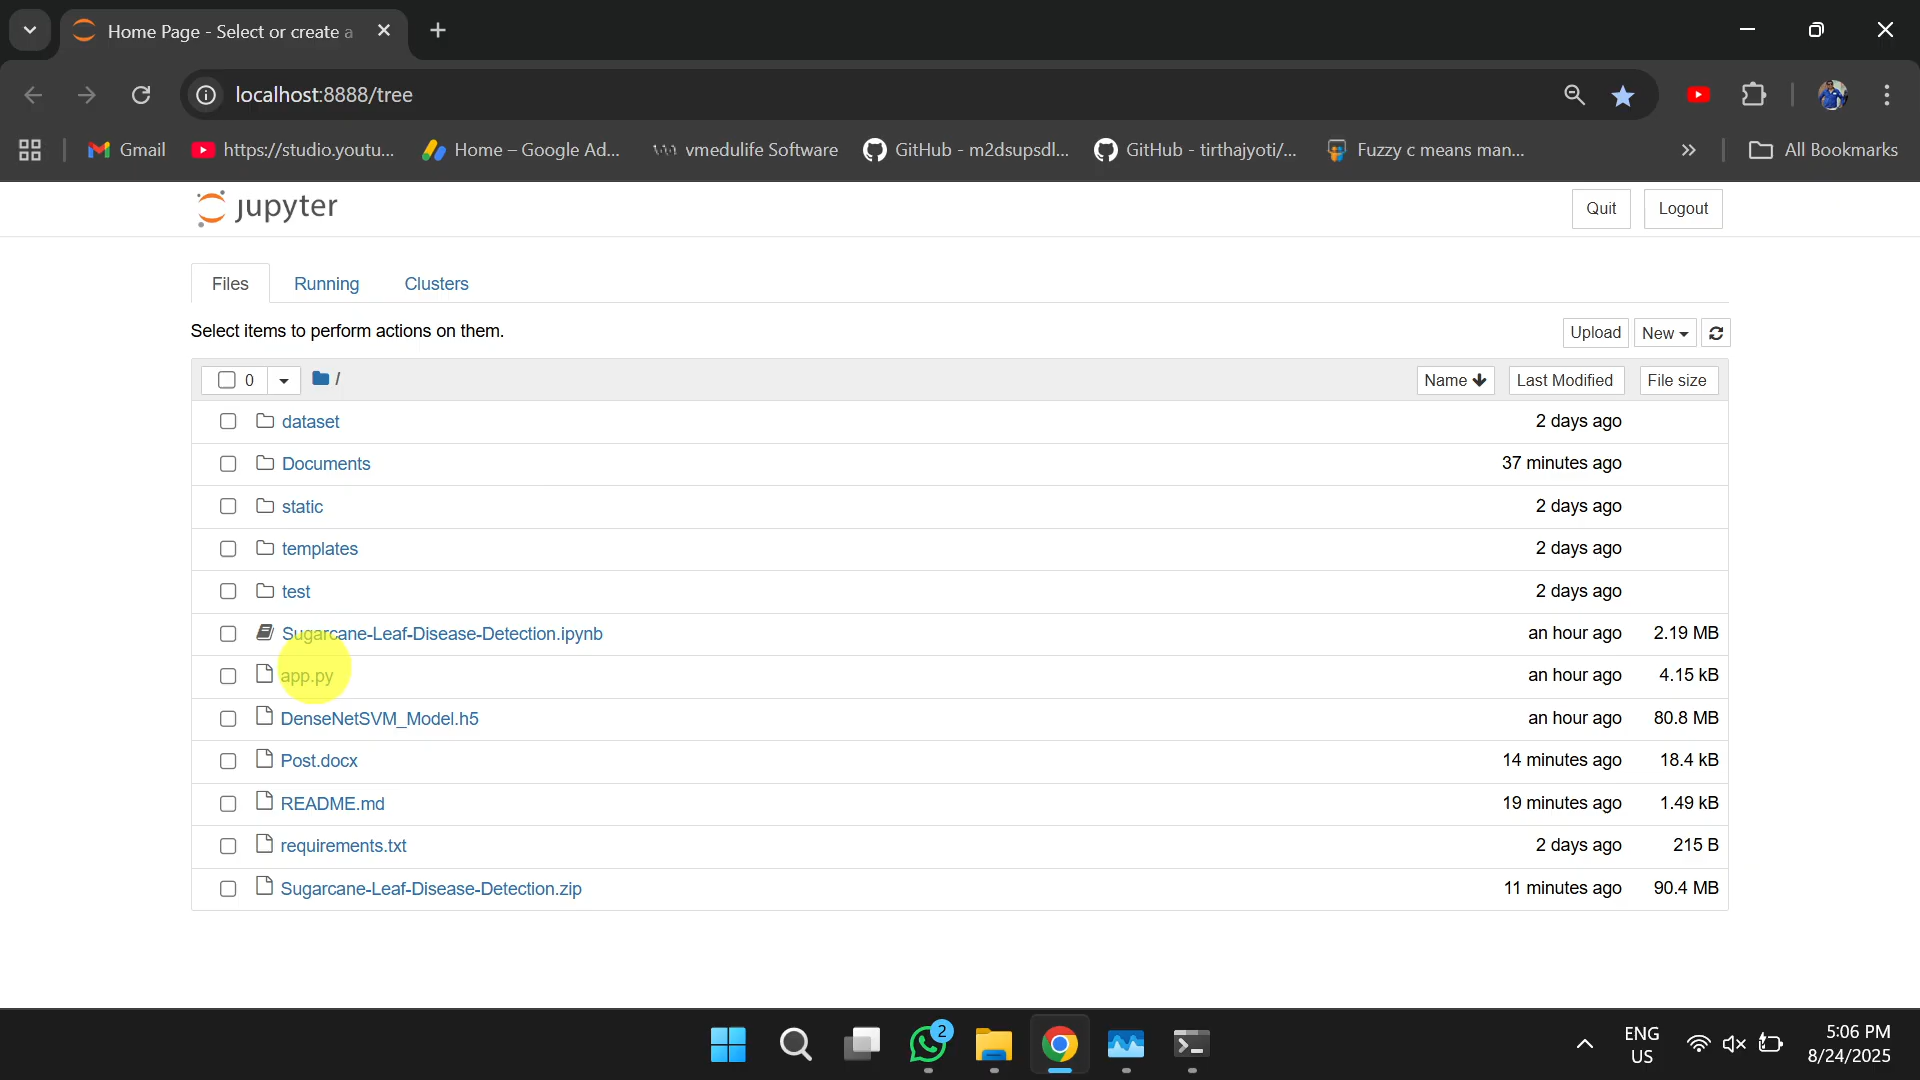 Home Page - Select or create a
localhost:8888/tree
Gmail
https://studio.youtu...
Home – Google Ad...
vmedulife Software
GitHub - m2dsupsdl...
GitHub - tirthajyoti/...
Fuzzy c means man...
All Bookmarks
jupyter
Quit
Logout
Files
Running
Clusters
Select items to perform actions on them.
Upload
New
0
/
Name
Last Modified
File size
dataset 2 days ago
Documents 37 minutes ago
static 2 days ago
templates 2 days ago
test 2 days ago
Sugarcane-Leaf-Disease-Detection.ipynb an hour ago 2.19 MB
app.py an hour ago 4.15 kB
DenseNetSVM_Model.h5 an hour ago 80.8 MB
Post.docx 14 minutes ago 18.4 kB
README.md 19 minutes ago 1.49 kB
requirements.txt 2 days ago 215 B
Sugarcane-Leaf-Disease-Detection.zip 11 minutes ago 90.4 MB
2
ENG
US
5:06 PM
8/24/2025